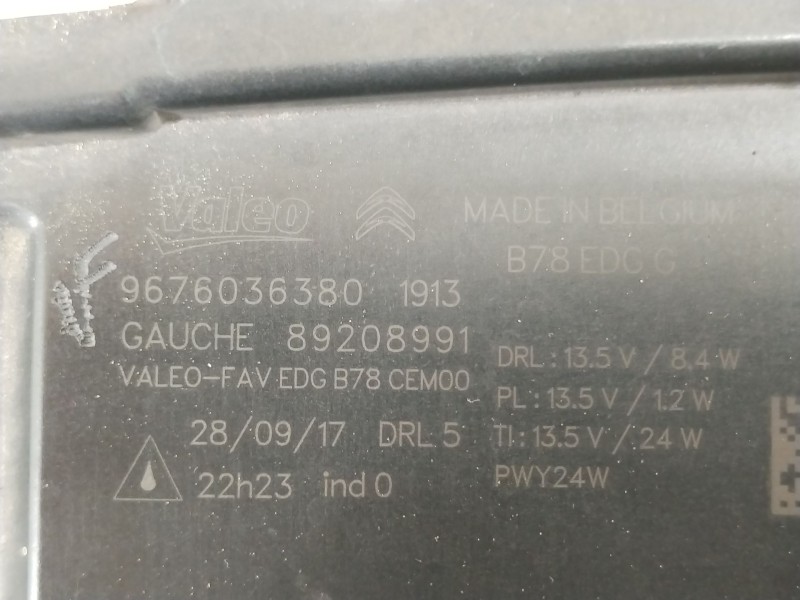 Valeo MADE IN BELGIUM
B78 EDG G
9676036380 1913
GAUCHE 89208991
VALEO-FAV EDG B78 CEM00
28/09/17 DRL 5
22h23 ind 0
DRL : 13.5 V / 8.4 W
PL : 13.5 V / 1.2 W
TI : 13.5 V / 24 W
PWY24W